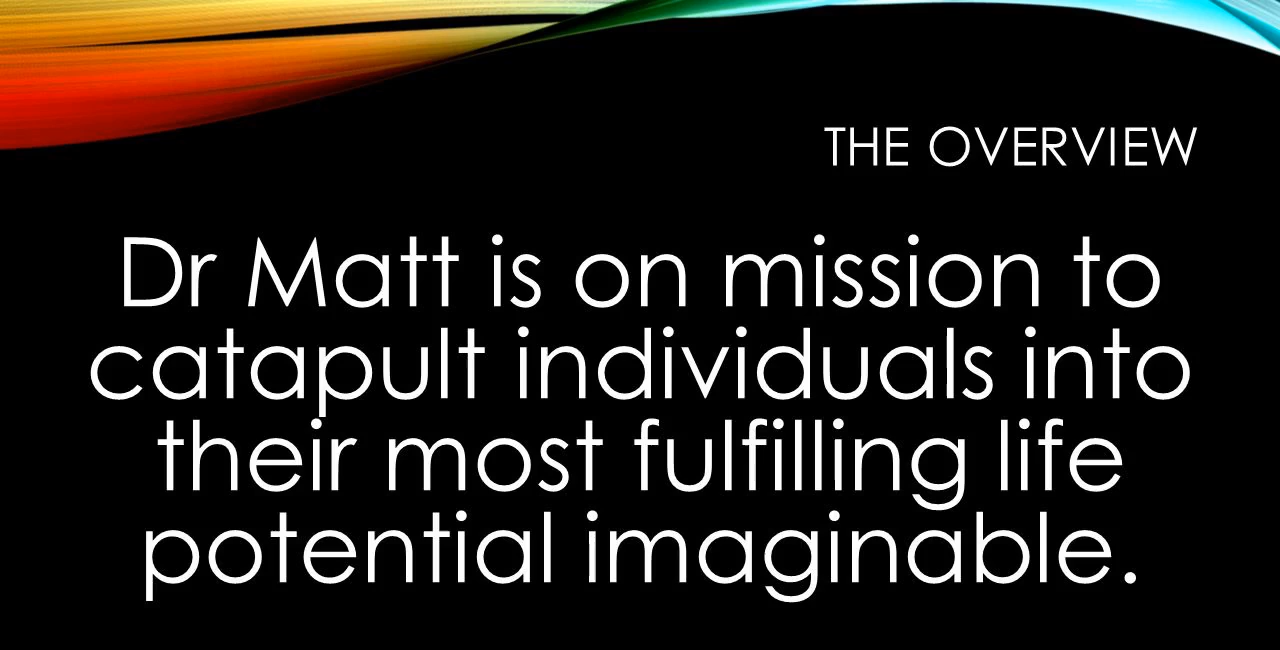 THE OVERVIEW
Dr Matt is on mission to
catapult individuals into
their most fulfilling life
potential imaginable.